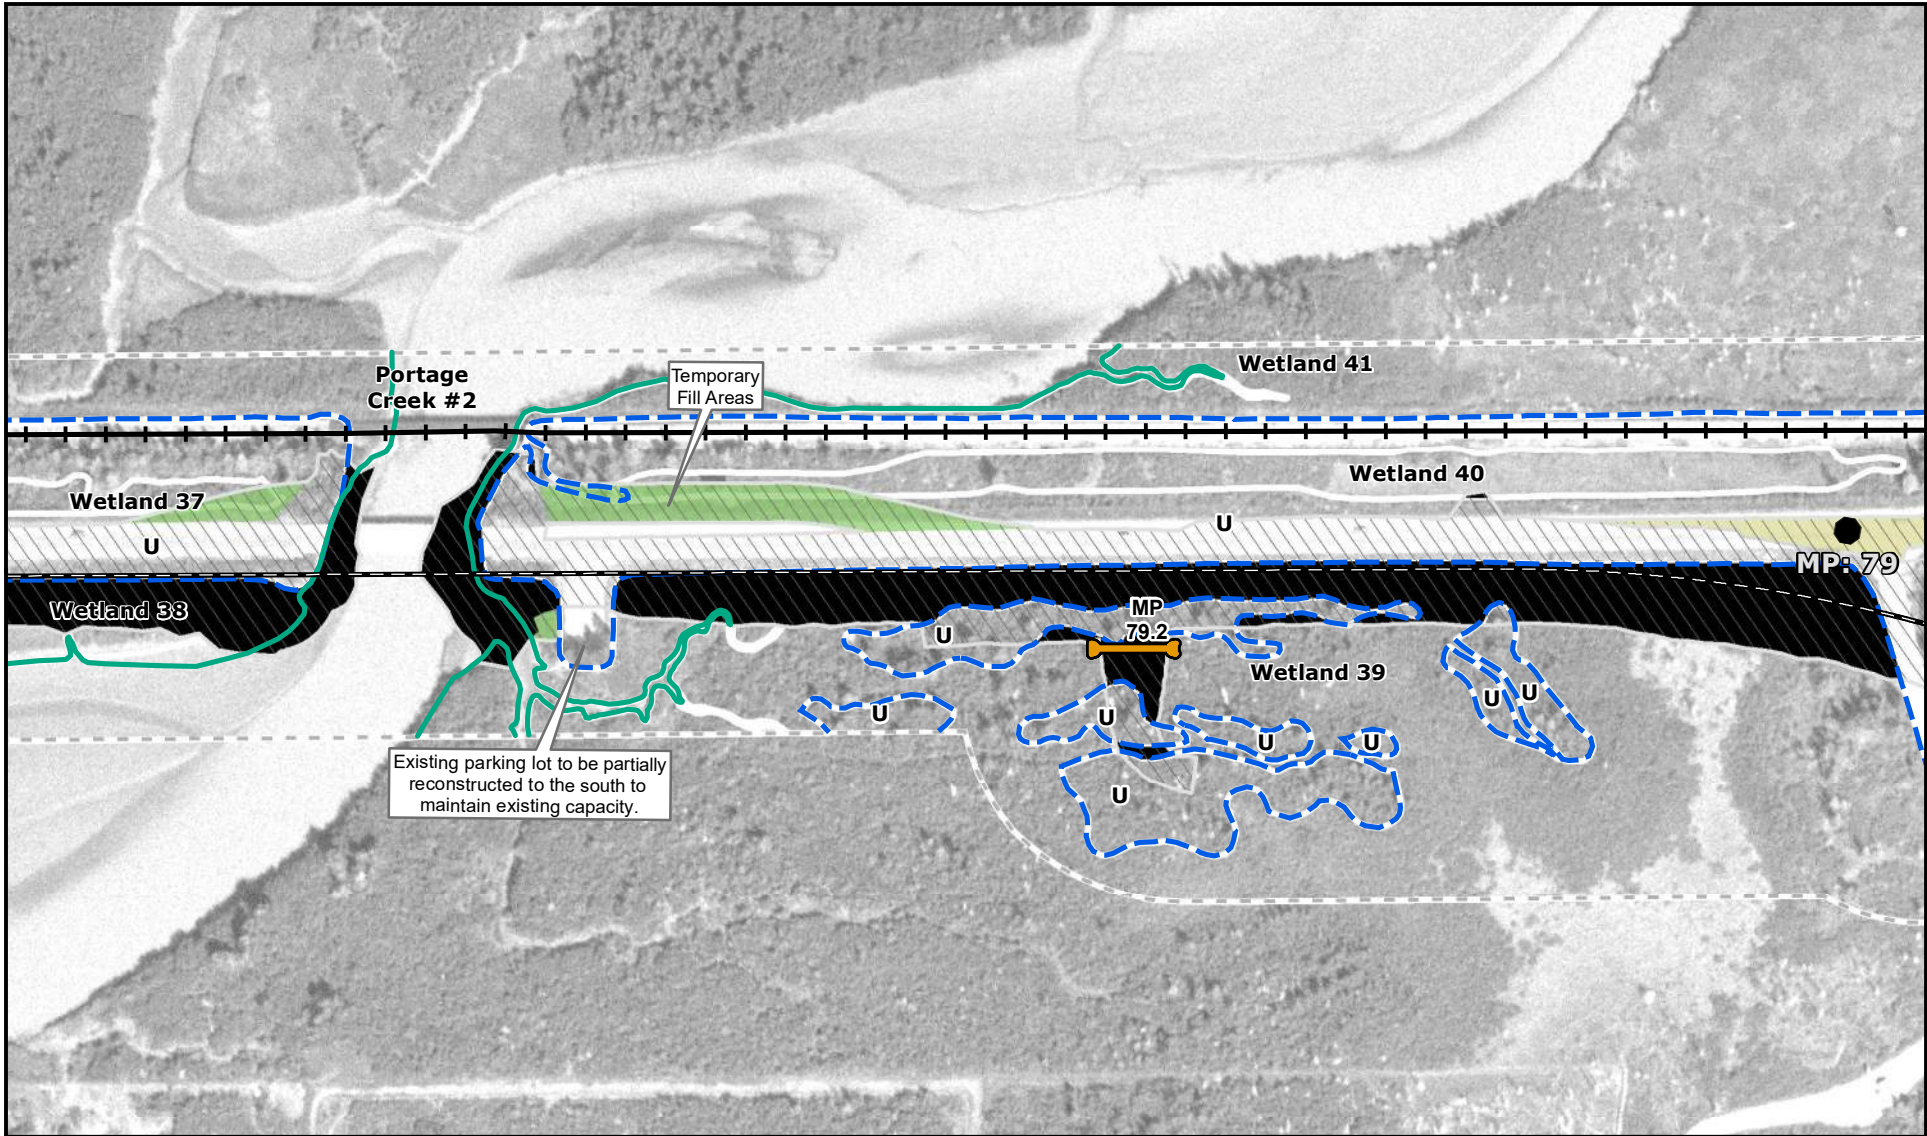 Wetland 41
Temporary
Fill Areas
Portage
Creek #2
Wetland 40
Wetland 37
U
U
MP: 79
Wetland 38
MP
79.2
U
Wetland 39
U
U
U
U
U
U
Existing parking lot to be partially
reconstructed to the south to
maintain existing capacity.
U